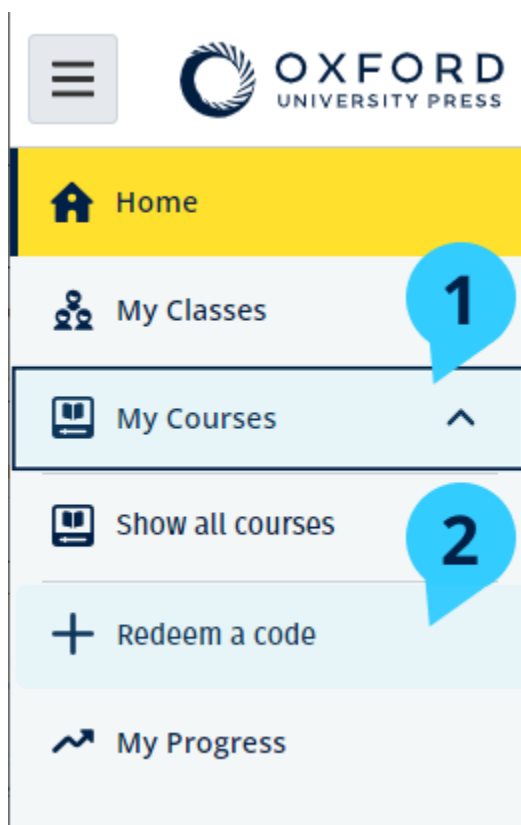 OXFORD
UNIVERSITY PRESS
Home
My Classes
1
My Courses
Show all courses
2
Redeem a code
My Progress